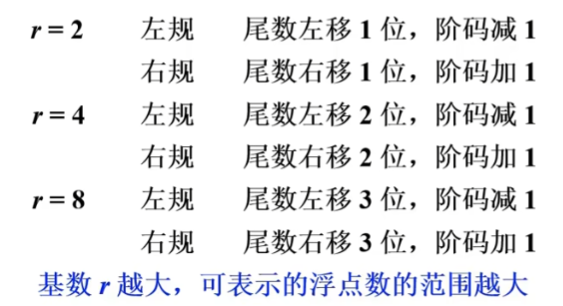 r = 2 左规 尾数左移 1 位，阶码减 1
右规 尾数右移 1 位，阶码加 1
r = 4 左规 尾数左移 2 位，阶码减 1
右规 尾数右移 2 位，阶码加 1
r = 8 左规 尾数左移 3 位，阶码减 1
右规 尾数右移 3 位，阶码加 1
基数 r 越大，可表示的浮点数的范围越大